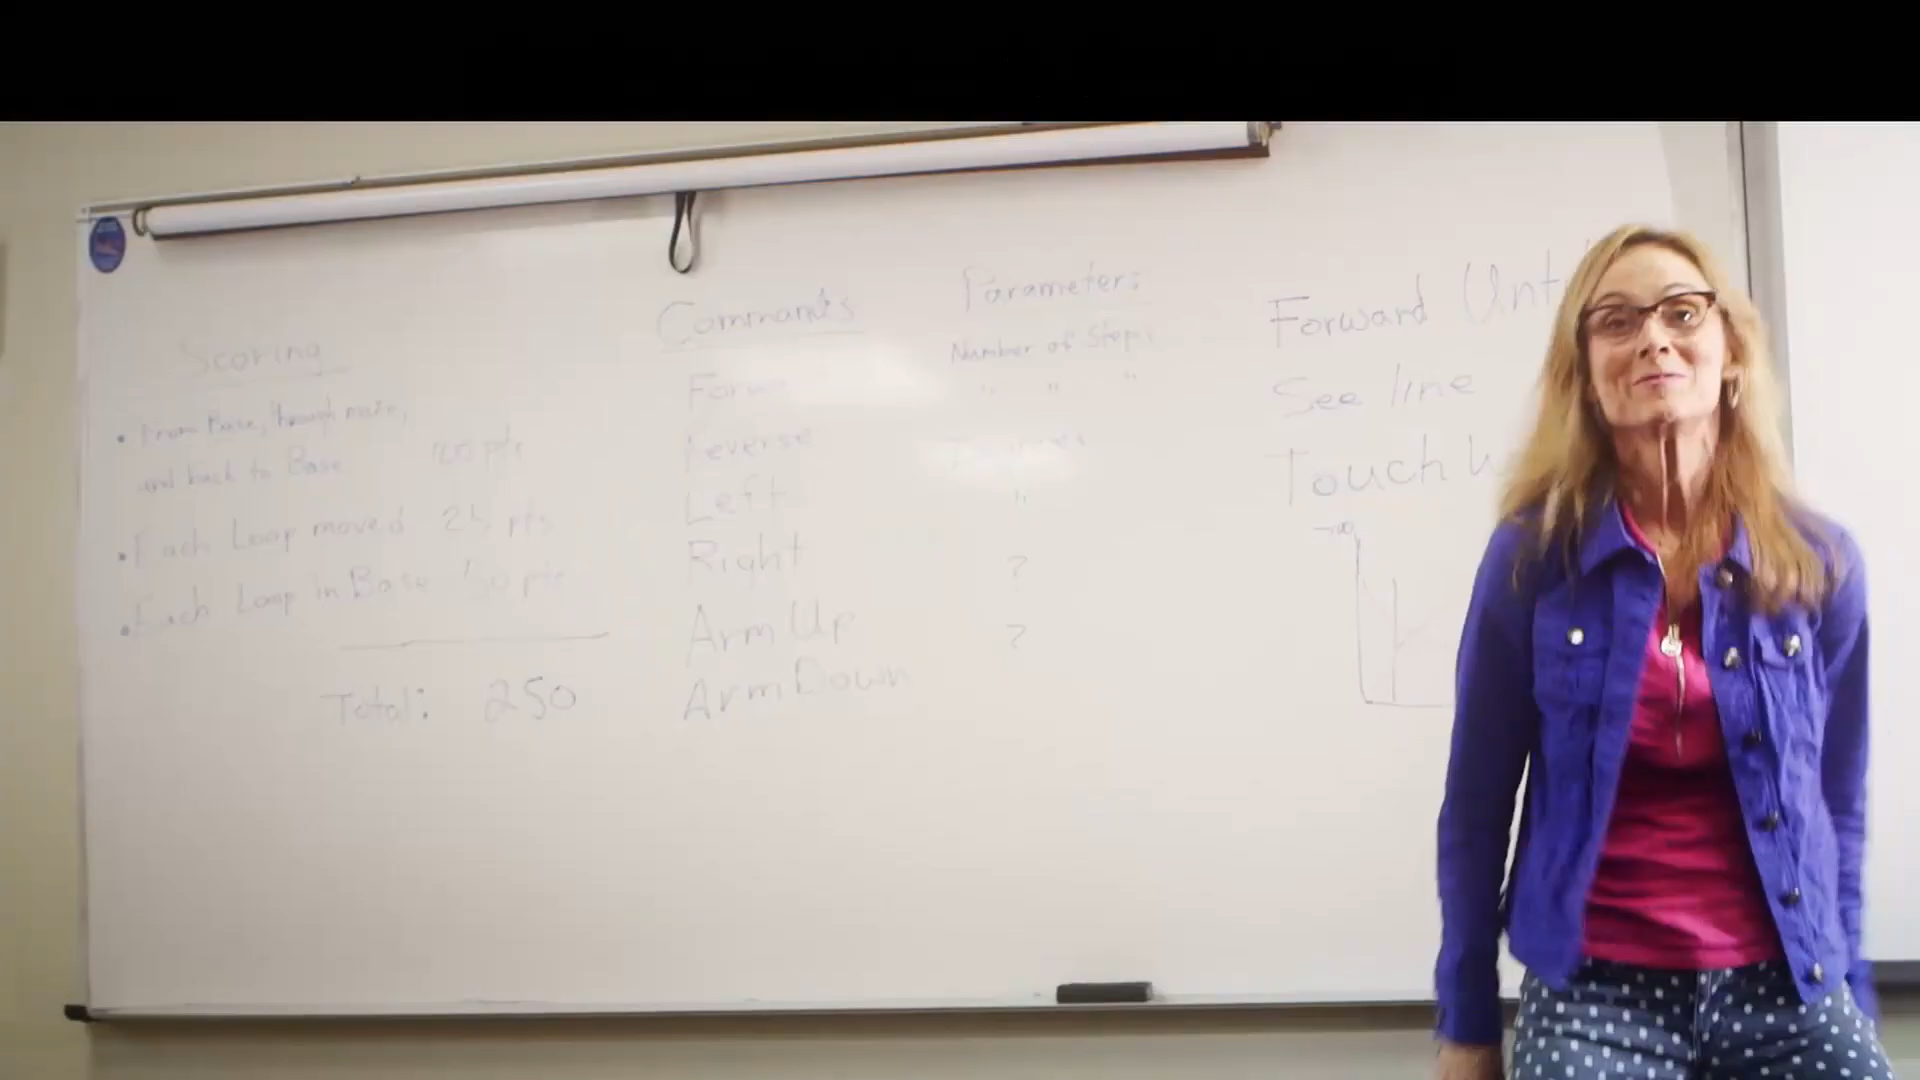 Scoring
• From Base, through maze,
and back to Base
• Each Loop moved 25 pts
• Each Loop in Base 50 pts
Total: 250
Commands
Forw
Reverse
Left
Right
Arm Up
Arm Down
Parameters
Number of Steps
" " "
"
?
?
Forward Unt
See line
Touch